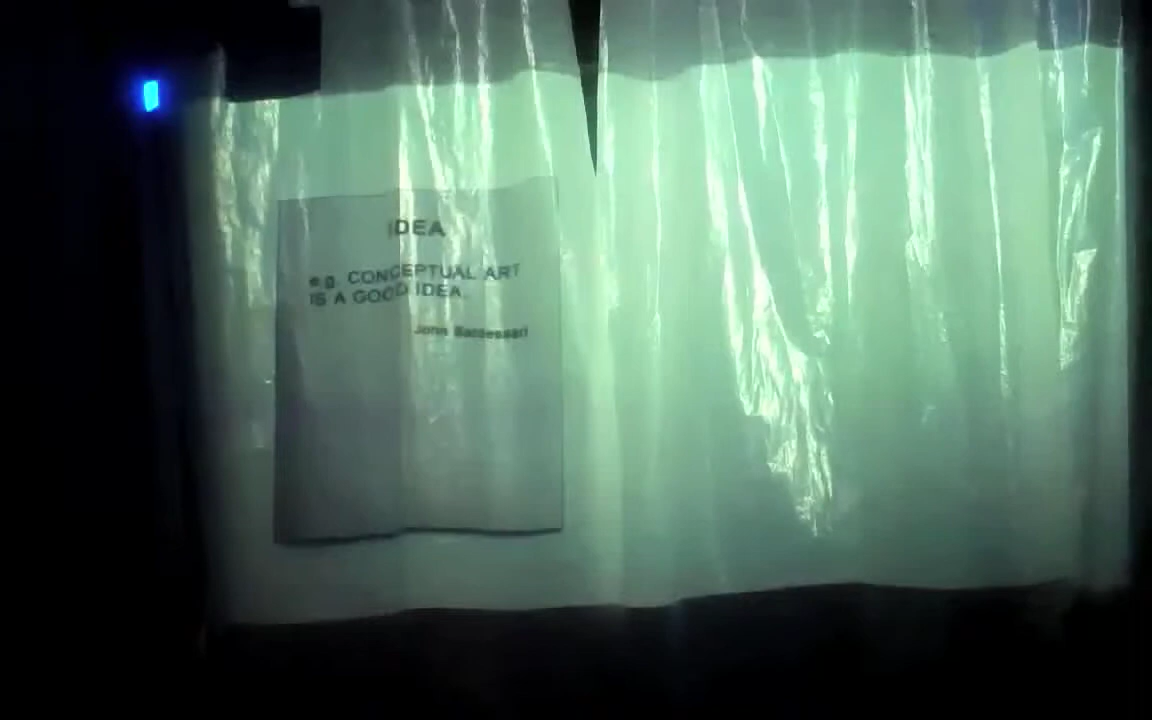 IDEA
e.g. CONCEPTUAL ART
IS A GOOD IDEA.
John Baldessari